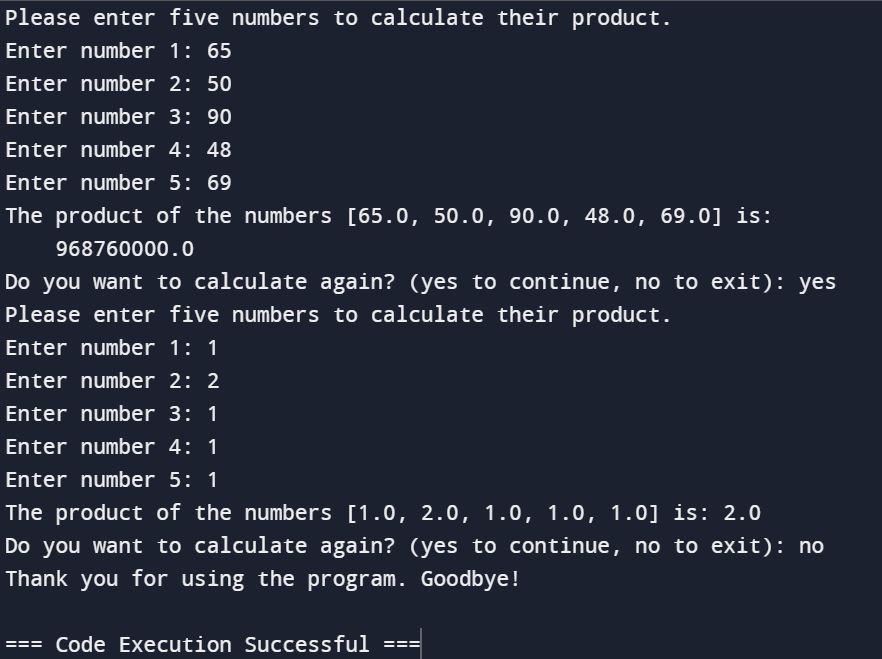 Please enter five numbers to calculate their product.
Enter number 1: 65
Enter number 2: 50
Enter number 3: 90
Enter number 4: 48
Enter number 5: 69
The product of the numbers [65.0, 50.0, 90.0, 48.0, 69.0] is:
    968760000.0
Do you want to calculate again? (yes to continue, no to exit): yes
Please enter five numbers to calculate their product.
Enter number 1: 1
Enter number 2: 2
Enter number 3: 1
Enter number 4: 1
Enter number 5: 1
The product of the numbers [1.0, 2.0, 1.0, 1.0, 1.0] is: 2.0
Do you want to calculate again? (yes to continue, no to exit): no
Thank you for using the program. Goodbye!

=== Code Execution Successful ===